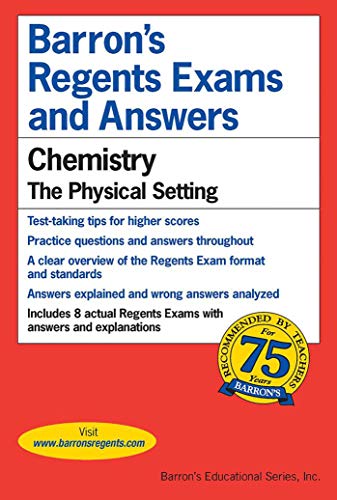 Barron's
Regents Exams
and Answers
Chemistry
The Physical Setting
Test-taking tips for higher scores
Practice questions and answers throughout
A clear overview of the Regents Exam format
and standards
Answers explained and wrong answers analyzed
Includes 8 actual Regents Exams with
answers and explanations
RECOMMENDED BY TEACHERS
For
75
Years
BARRON'S
Visit
www.barronsregents.com
Barron's Educational Series, Inc.